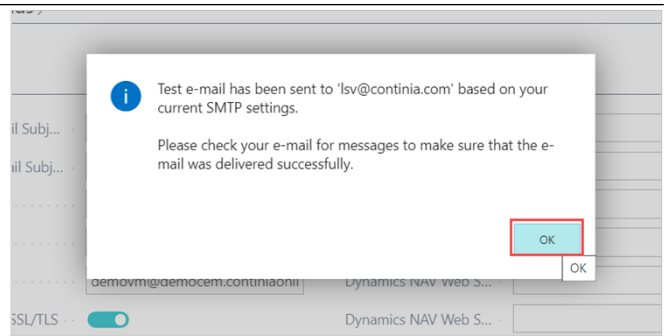 Test e-mail has been sent to 'lsv@continia.com' based on your
current SMTP settings.
Please check your e-mail for messages to make sure that the e-
mail was delivered successfully.
il Subj...
ail Subj...
OK
OK
demovm@democem.continiaonli
Dynamics NAV Web S...
SSL/TLS
Dynamics NAV Web S...